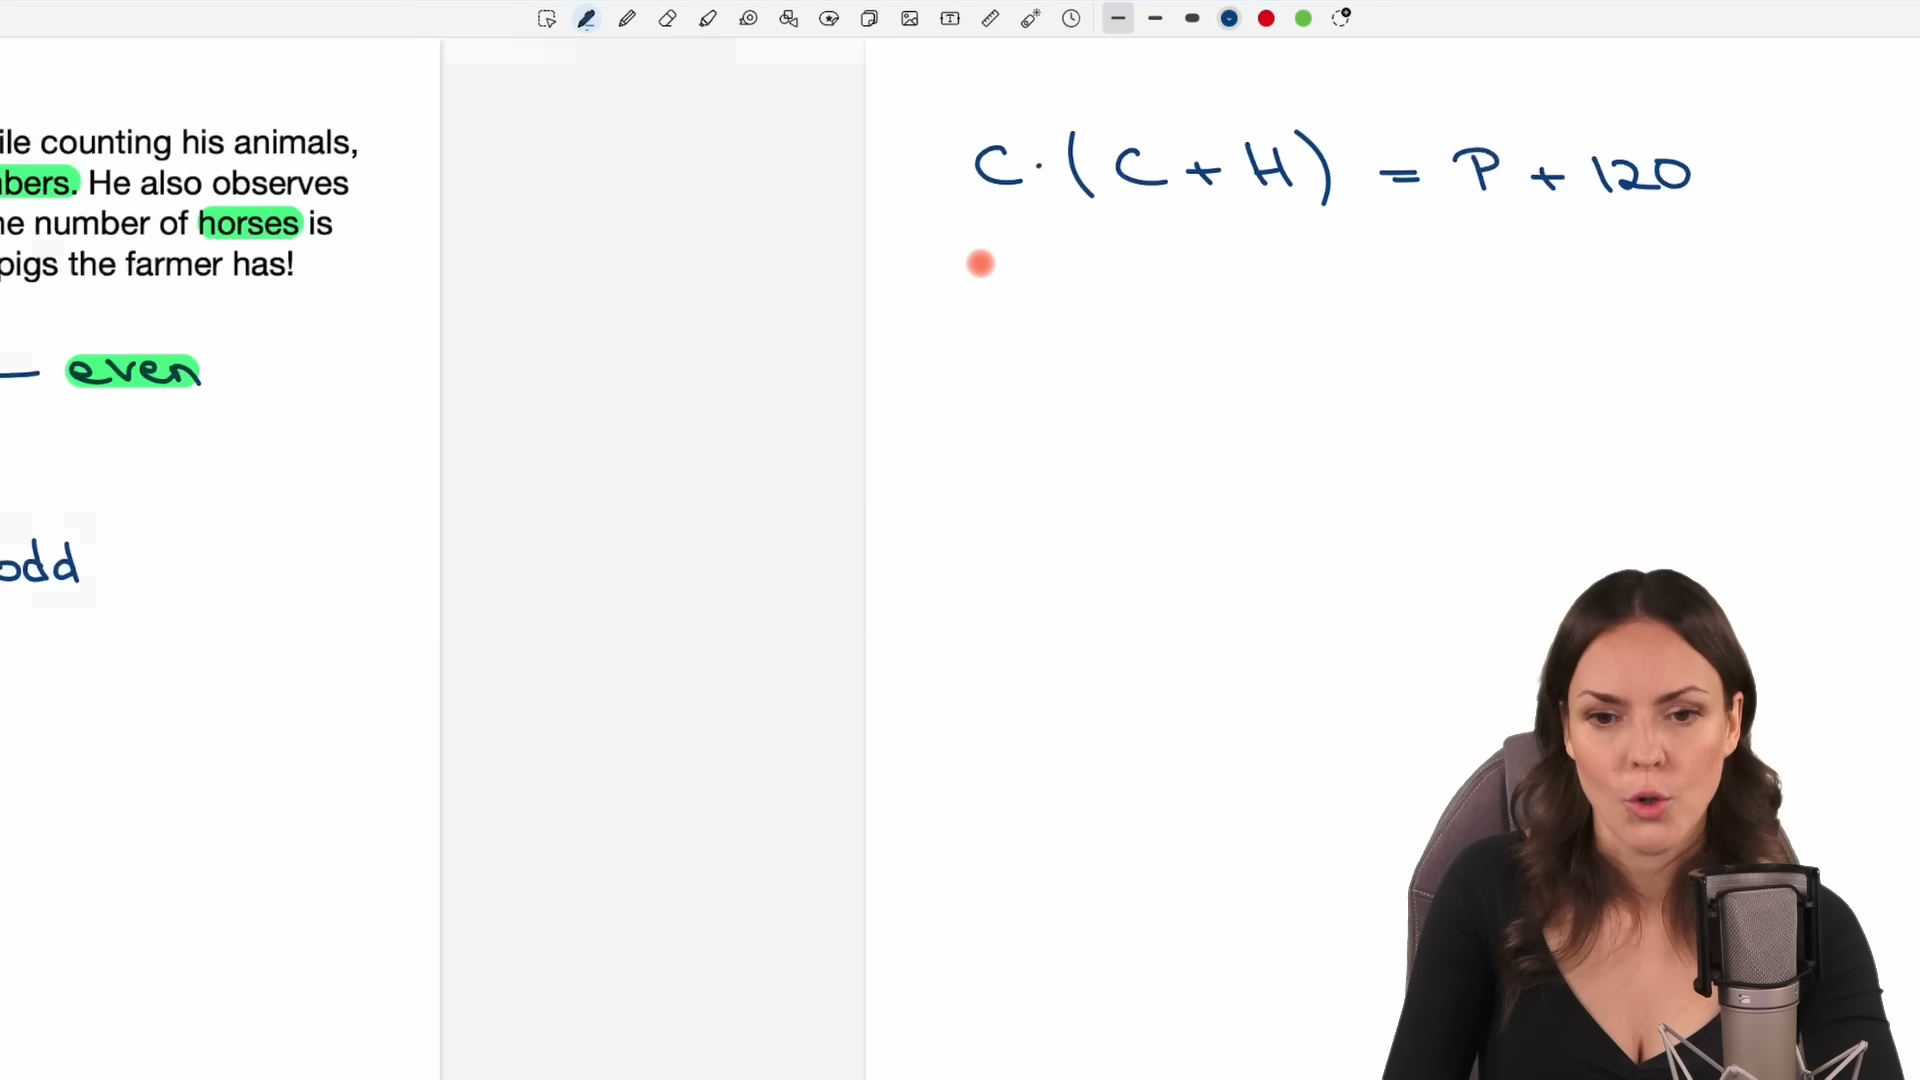 ile counting his animals,
bers. He also observes
ne number of horses is
pigs the farmer has!
— even
odd
C·(C+H) = P + 120